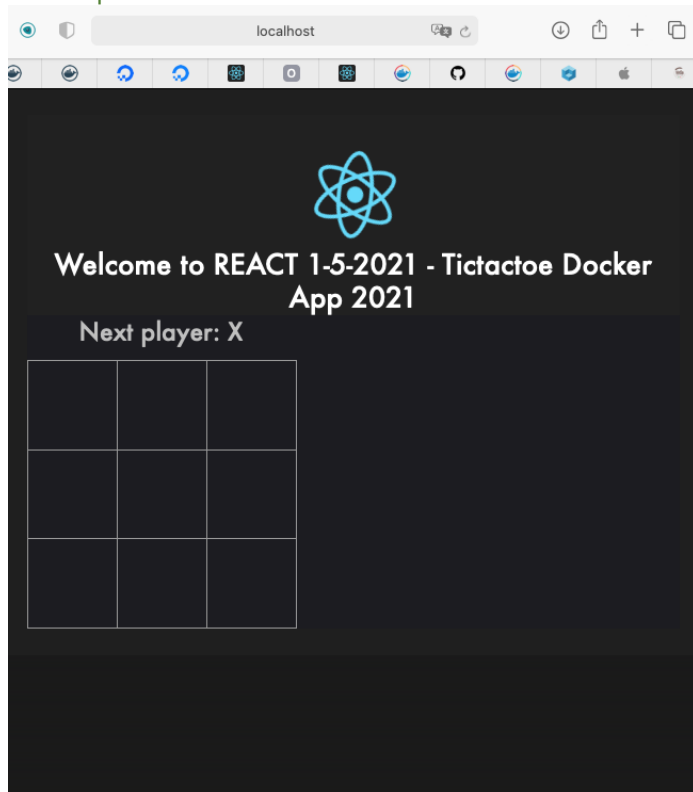 localhost
Welcome to REACT 1-5-2021 - Tictactoe Docker
App 2021
Next player: X